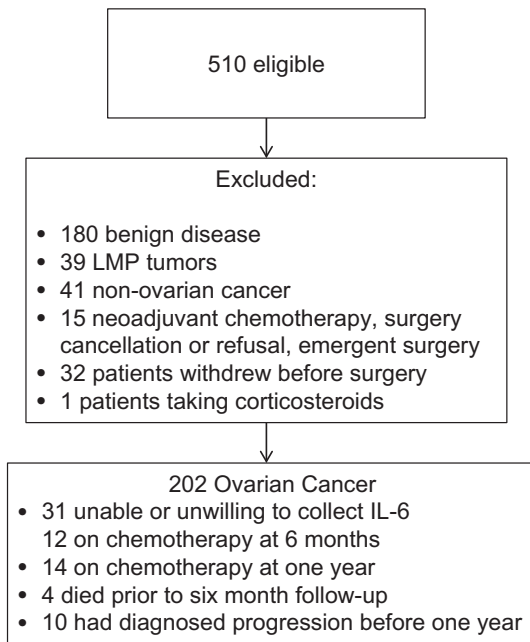 510 eligible
Excluded:
• 180 benign disease
• 39 LMP tumors
• 41 non-ovarian cancer
• 15 neoadjuvant chemotherapy, surgery
cancellation or refusal, emergent surgery
• 32 patients withdrew before surgery
• 1 patients taking corticosteroids
202 Ovarian Cancer
• 31 unable or unwilling to collect IL-6
12 on chemotherapy at 6 months
• 14 on chemotherapy at one year
• 4 died prior to six month follow-up
• 10 had diagnosed progression before one year